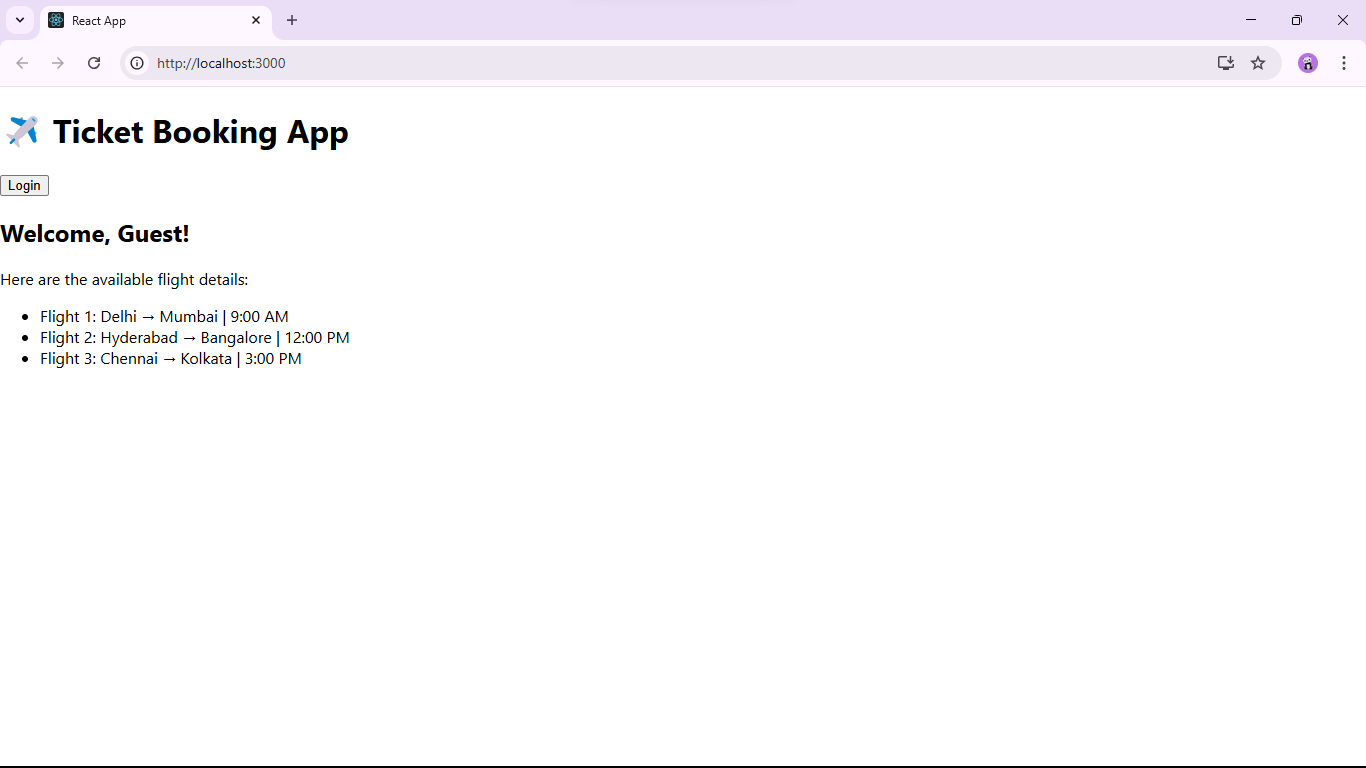 React App
http://localhost:3000
Ticket Booking App
Login
Welcome, Guest!
Here are the available flight details:
Flight 1: Delhi → Mumbai | 9:00 AM
Flight 2: Hyderabad → Bangalore | 12:00 PM
Flight 3: Chennai → Kolkata | 3:00 PM